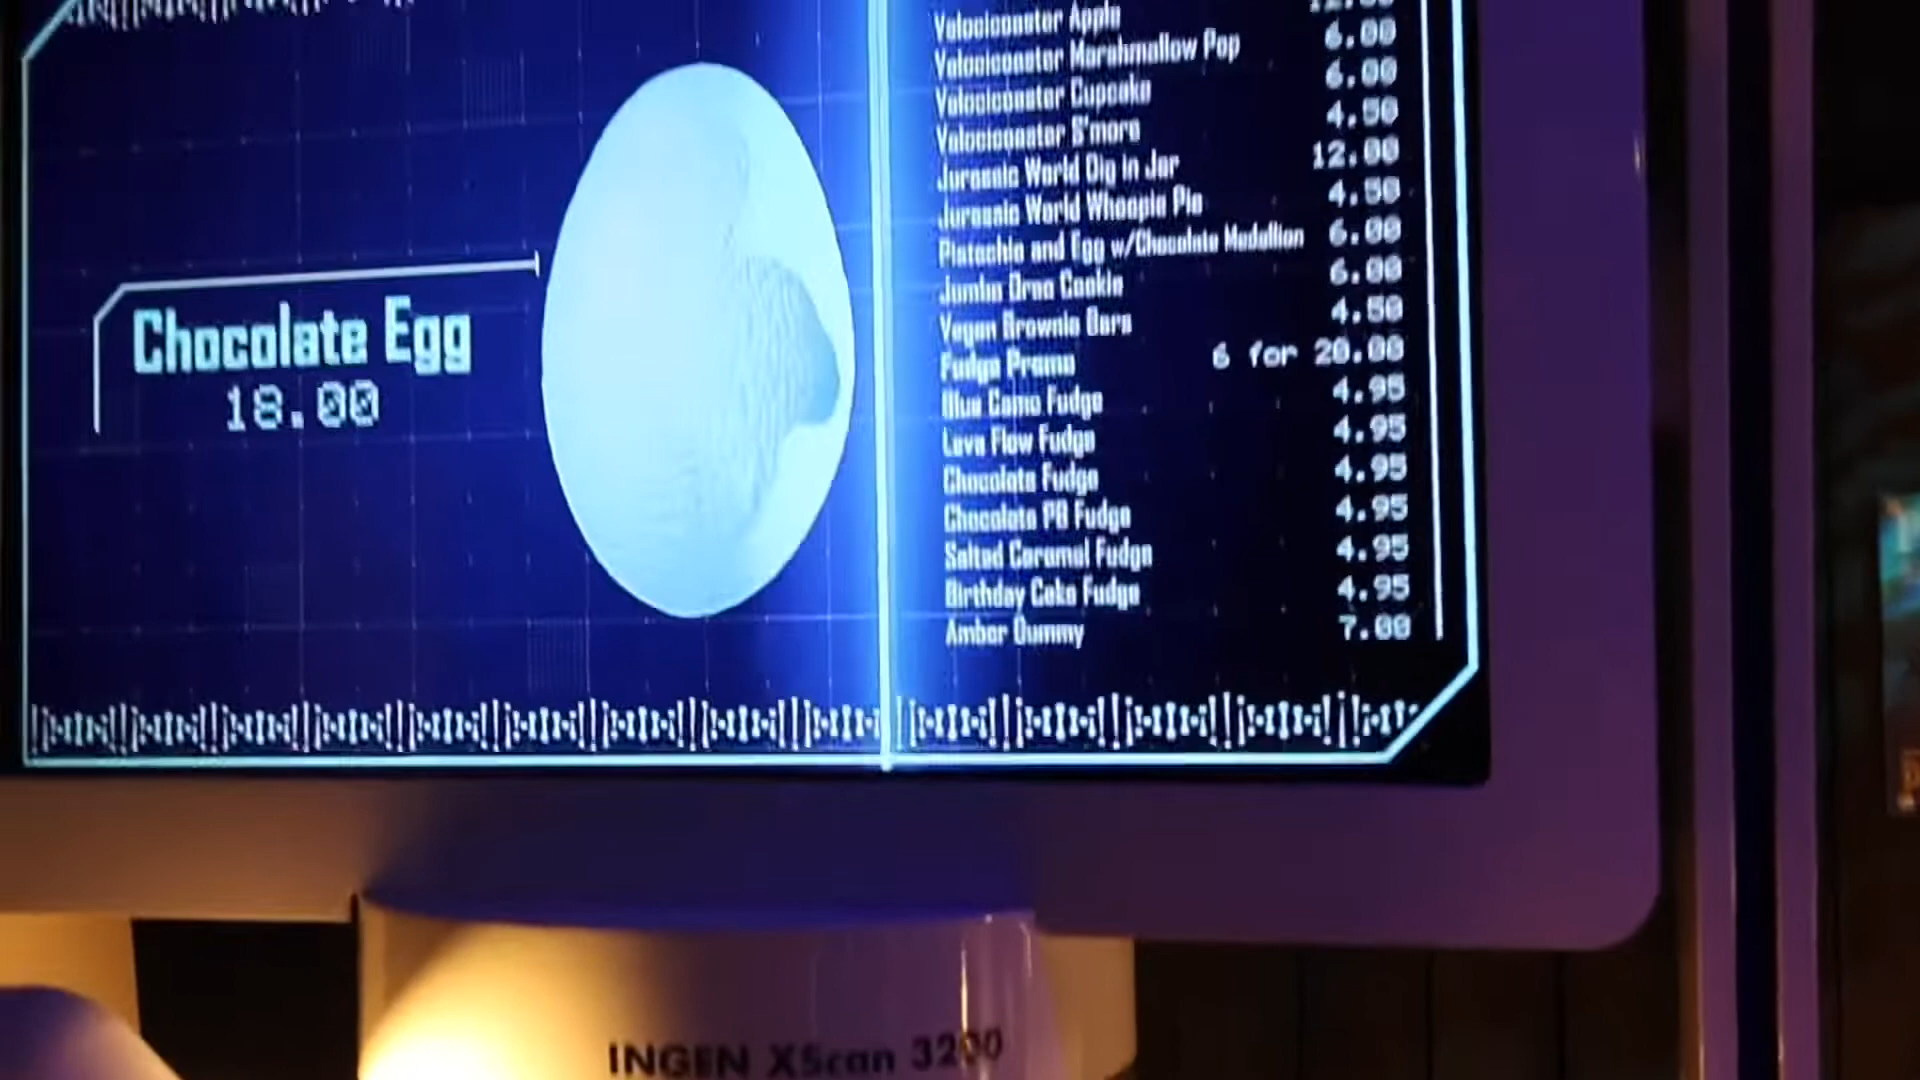 Chocolate Egg
18.00
Velocicoaster Apple 12.00
Velocicoaster Marshmallow Pop 6.00
Velocicoaster Cupcake 6.00
Velocicoaster S'more 4.50
Jurassic World Dig in Jar 12.00
Jurassic World Whoopie Pie 4.50
Pistachio and Egg w/Chocolate Medallion 6.00
Jumbo Oreo Cookie 6.00
Vegan Brownie Bars 4.50
Fudge Promo 6 for 20.00
Blue Camo Fudge 4.95
Lava Flow Fudge 4.95
Chocolate Fudge 4.95
Chocolate PB Fudge 4.95
Salted Caramel Fudge 4.95
Birthday Cake Fudge 4.95
Amber Gummy 7.00
INGEN XScan 3200